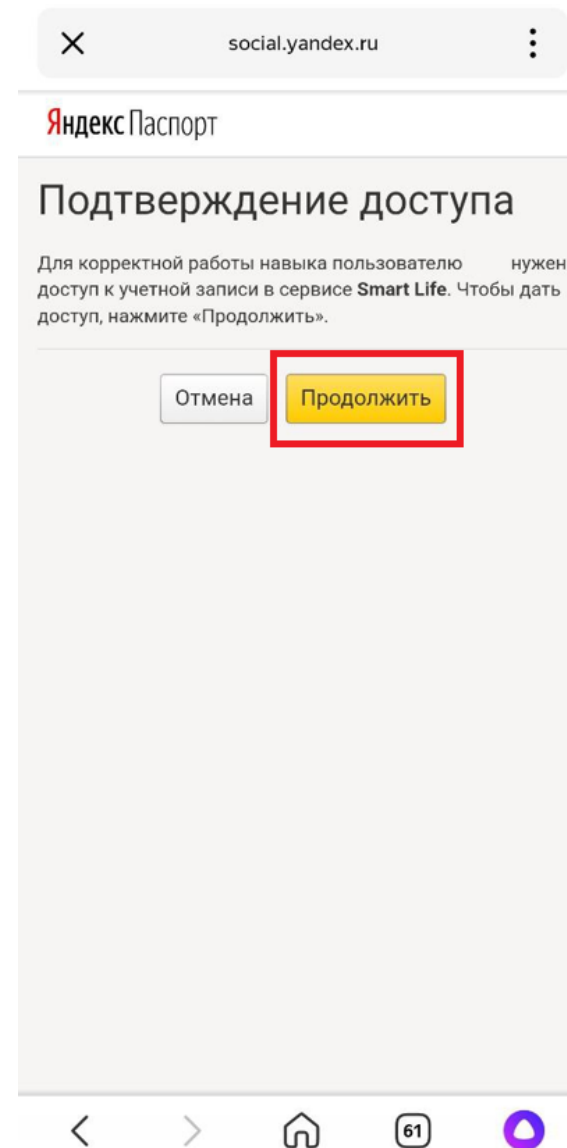 social.yandex.ru
Яндекс Паспорт
Подтверждение доступа
Для корректной работы навыка пользователю нужен
доступ к учетной записи в сервисе Smart Life. Чтобы дать
доступ, нажмите «Продолжить».
Отмена Продолжить
61